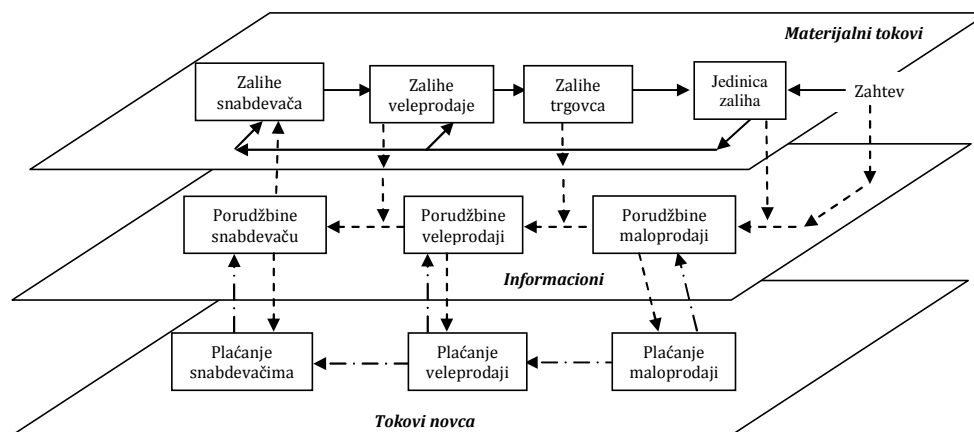 Materijalni tokovi
Zalihe
snabdevača
Zalihe
veleprodaje
Zalihe
trgovca
Jedinica
zaliha
Zahtev
Porudžbine
snabdevaču
Porudžbine
veleprodaji
Porudžbine
maloprodaji
Informacioni
Plaćanje
snabdevačima
Plaćanje
veleprodaji
Plaćanje
maloprodaji
Tokovi novca